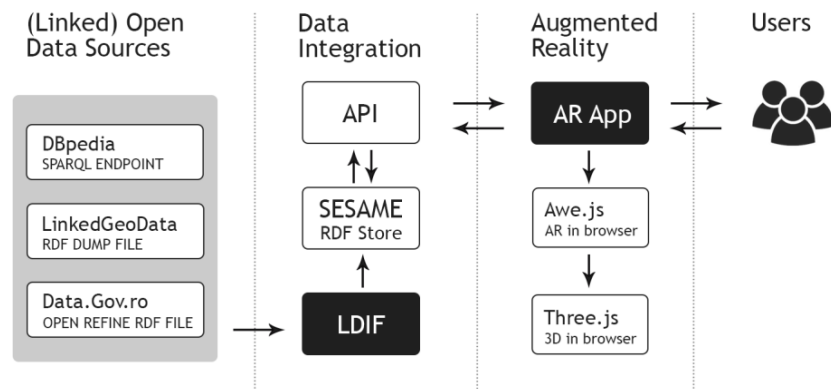 (Linked) Open
Data Sources
DBpedia
SPARQL ENDPOINT
LinkedGeoData
RDF DUMP FILE
Data.Gov.ro
OPEN REFINE RDF FILE
Data
Integration
API
SESAME
RDF Store
LDIF
Augmented
Reality
AR App
Awe.js
AR in browser
Three.js
3D in browser
Users